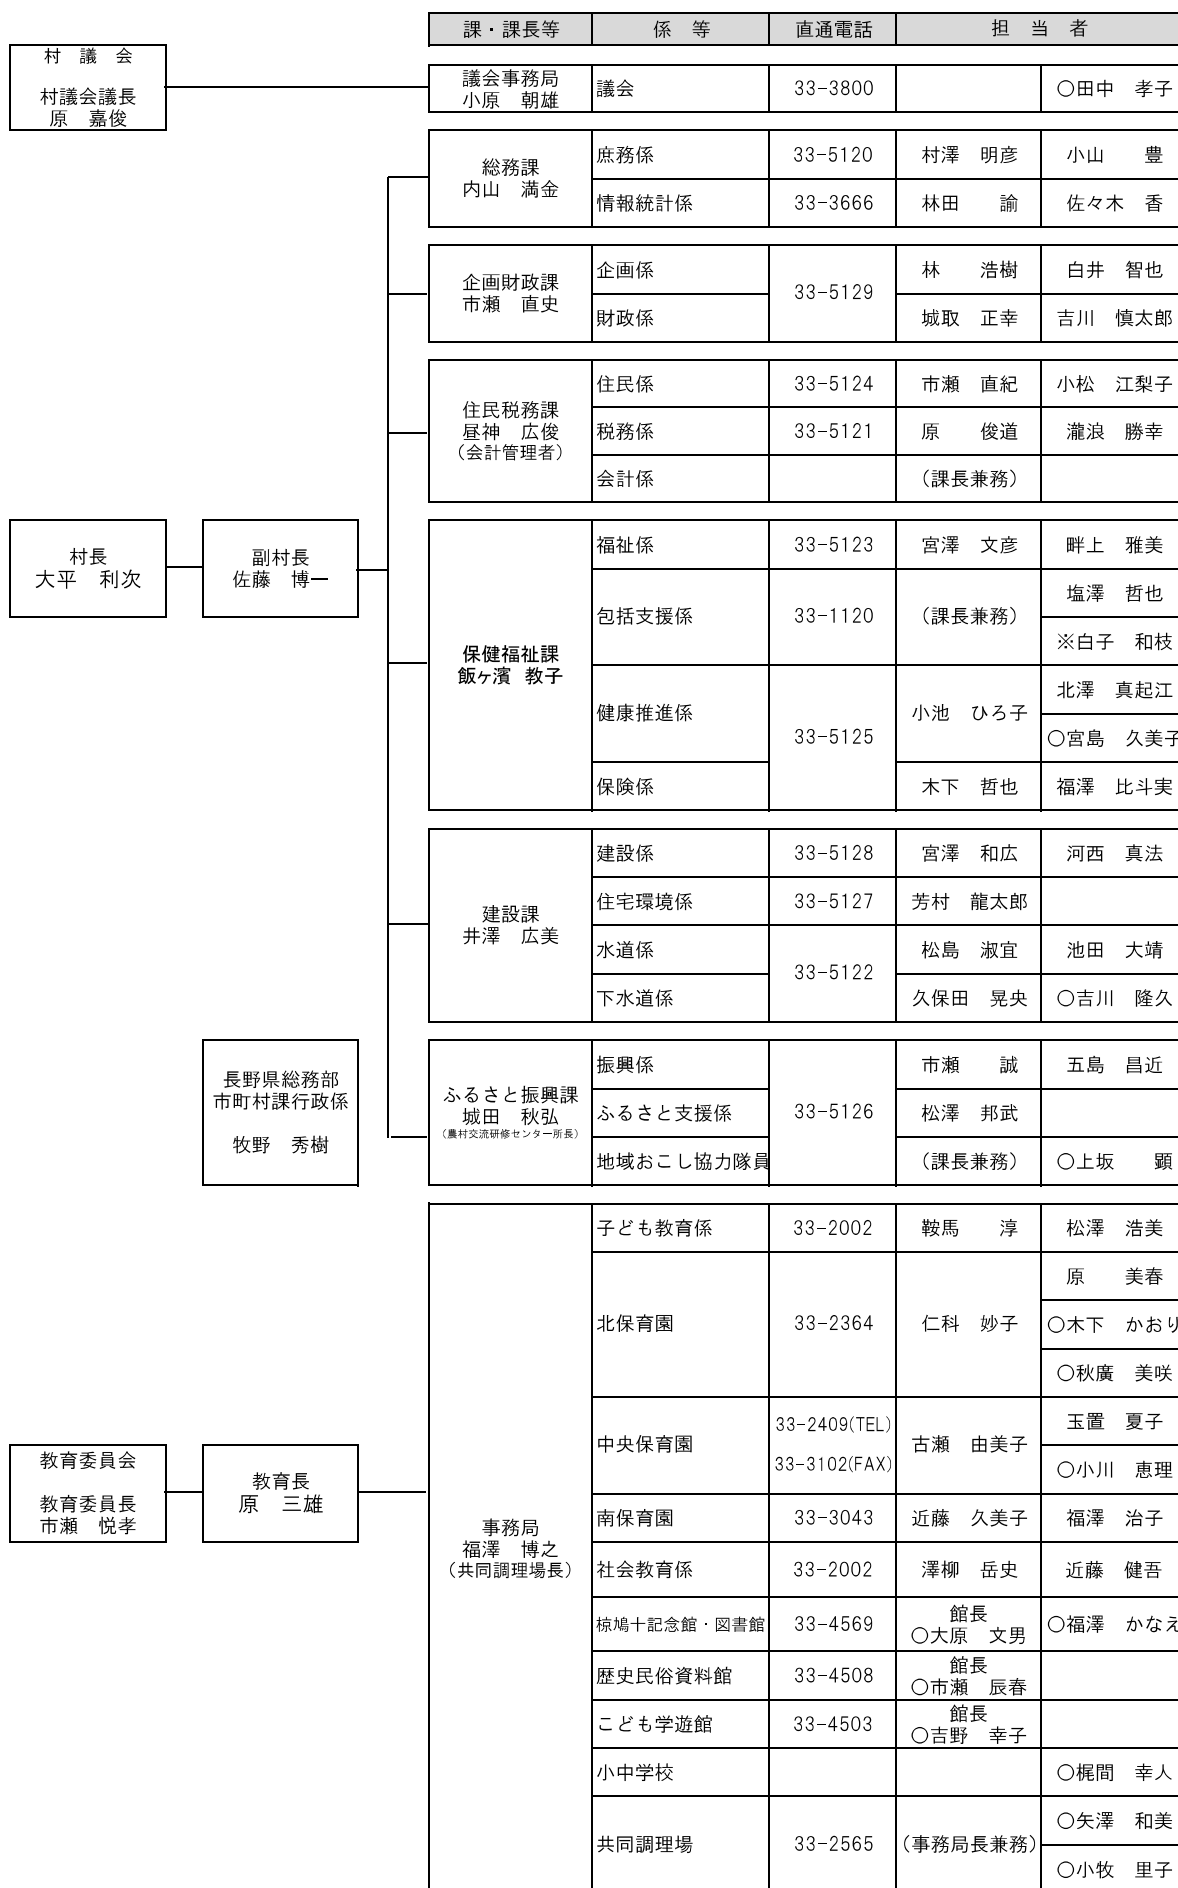 課・課長等　係　等　直通電話　担　当　者
村　議　会
村議会議長
原　嘉俊
議会事務局
小原　朝雄
議会　33-3800　○田中　孝子
総務課
内山　満金
庶務係　33-5120　村澤　明彦　小山　　豊
情報統計係　33-3666　林田　　諭　佐々木　香
企画財政課
市瀬　直史
企画係　33-5129　林　　浩樹　白井　智也
財政係　城取　正幸　吉川　慎太郎
住民税務課
昼神　広俊
（会計管理者）
住民係　33-5124　市瀬　直紀　小松　江梨子
税務係　33-5121　原　　俊道　瀧浪　勝幸
会計係　（課長兼務）
村長
大平　利次
副村長
佐藤　博一
保健福祉課
飯ヶ濱　教子
福祉係　33-5123　宮澤　文彦　畔上　雅美
包括支援係　33-1120　（課長兼務）　塩澤　哲也
※白子　和枝
健康推進係　33-5125　小池　ひろ子　北澤　真起江
○宮島　久美子
保険係　木下　哲也　福澤　比斗実
建設課
井澤　広美
建設係　33-5128　宮澤　和広　河西　真法
住宅環境係　33-5127　芳村　龍太郎
水道係　33-5122　松島　淑宜　池田　大靖
下水道係　久保田　晃央　○吉川　隆久
長野県総務部
市町村課行政係
牧野　秀樹
ふるさと振興課
城田　秋弘
（農村交流研修センター所長）
振興係　33-5126　市瀬　　誠　五島　昌近
ふるさと支援係　松澤　邦武
地域おこし協力隊員　（課長兼務）　○上坂　　顕
教育委員会
教育委員長
市瀬　悦孝
教育長
原　三雄
事務局
福澤　博之
（共同調理場長）
子ども教育係　33-2002　鞍馬　　淳　松澤　浩美
北保育園　33-2364　仁科　妙子　原　　美春
○木下　かおり
○秋廣　美咲
中央保育園　33-2409(TEL)　古瀬　由美子　玉置　夏子
33-3102(FAX)　○小川　恵理
南保育園　33-3043　近藤　久美子　福澤　治子
社会教育係　33-2002　澤柳　岳史　近藤　健吾
椋鳩十記念館・図書館　33-4569　館長　○福澤　かなえ
○大原　文男
歴史民俗資料館　33-4508　館長
○市瀬　辰春
こども学遊館　33-4503　館長
○吉野　幸子
小中学校　○梶間　幸人
共同調理場　33-2565　（事務局長兼務）　○矢澤　和美
○小牧　里子